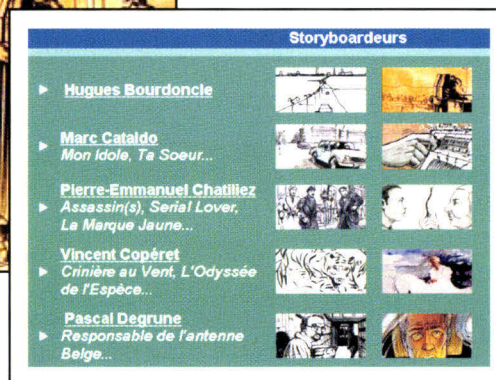 Storyboardeurs
Hugues Bourdoncle
Marc Cataldo
Mon Idole, Ta Soeur...
Pierre-Emmanuel Chatiliez
Assassin(s), Serial Lover,
La Marque Jaune...
Vincent Copéret
Crinière au Vent, L'Odyssée
de l'Espèce...
Pascal Degrune
Responsable de l'antenne
Belge...